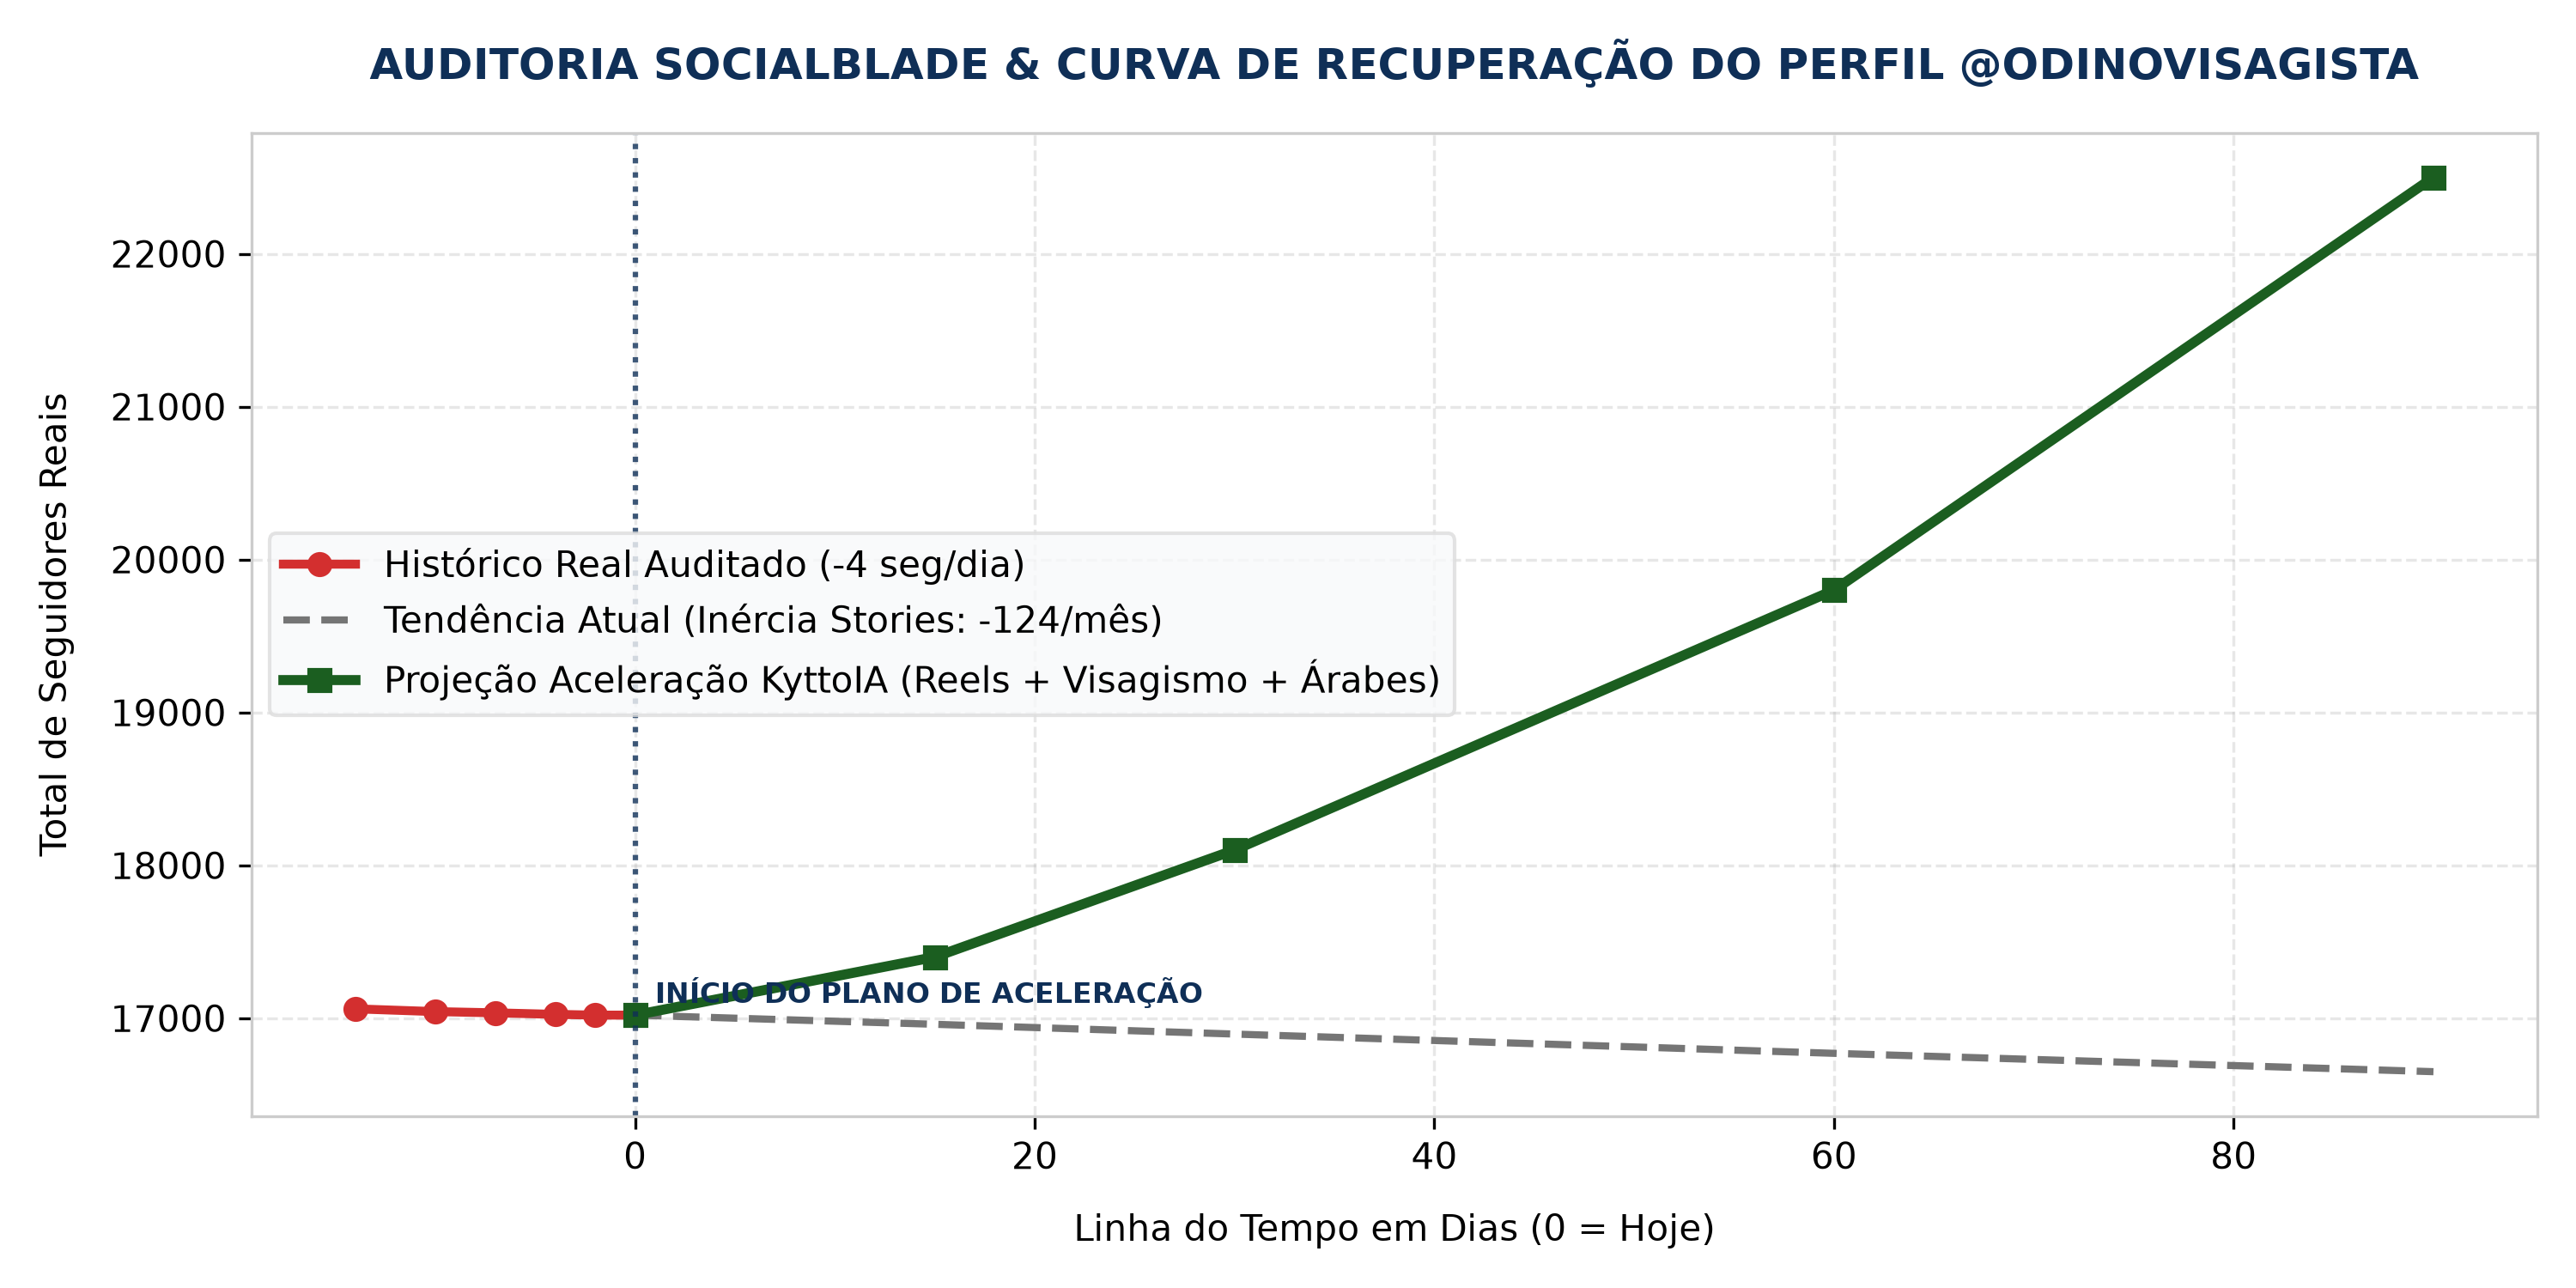 AUDITORIA SOCIALBLADE & CURVA DE RECUPERAÇÃO DO PERFIL @ODINOVISAGISTA
Total de Seguidores Reais
22000
21000
20000
19000
18000
17000
Histórico Real Auditado (-4 seg/dia)
Tendência Atual (Inércia Stories: -124/mês)
Projeção Aceleração KyttoIA (Reels + Visagismo + Árabes)
INÍCIO DO PLANO DE ACELERAÇÃO
0 20 40 60 80
Linha do Tempo em Dias (0 = Hoje)